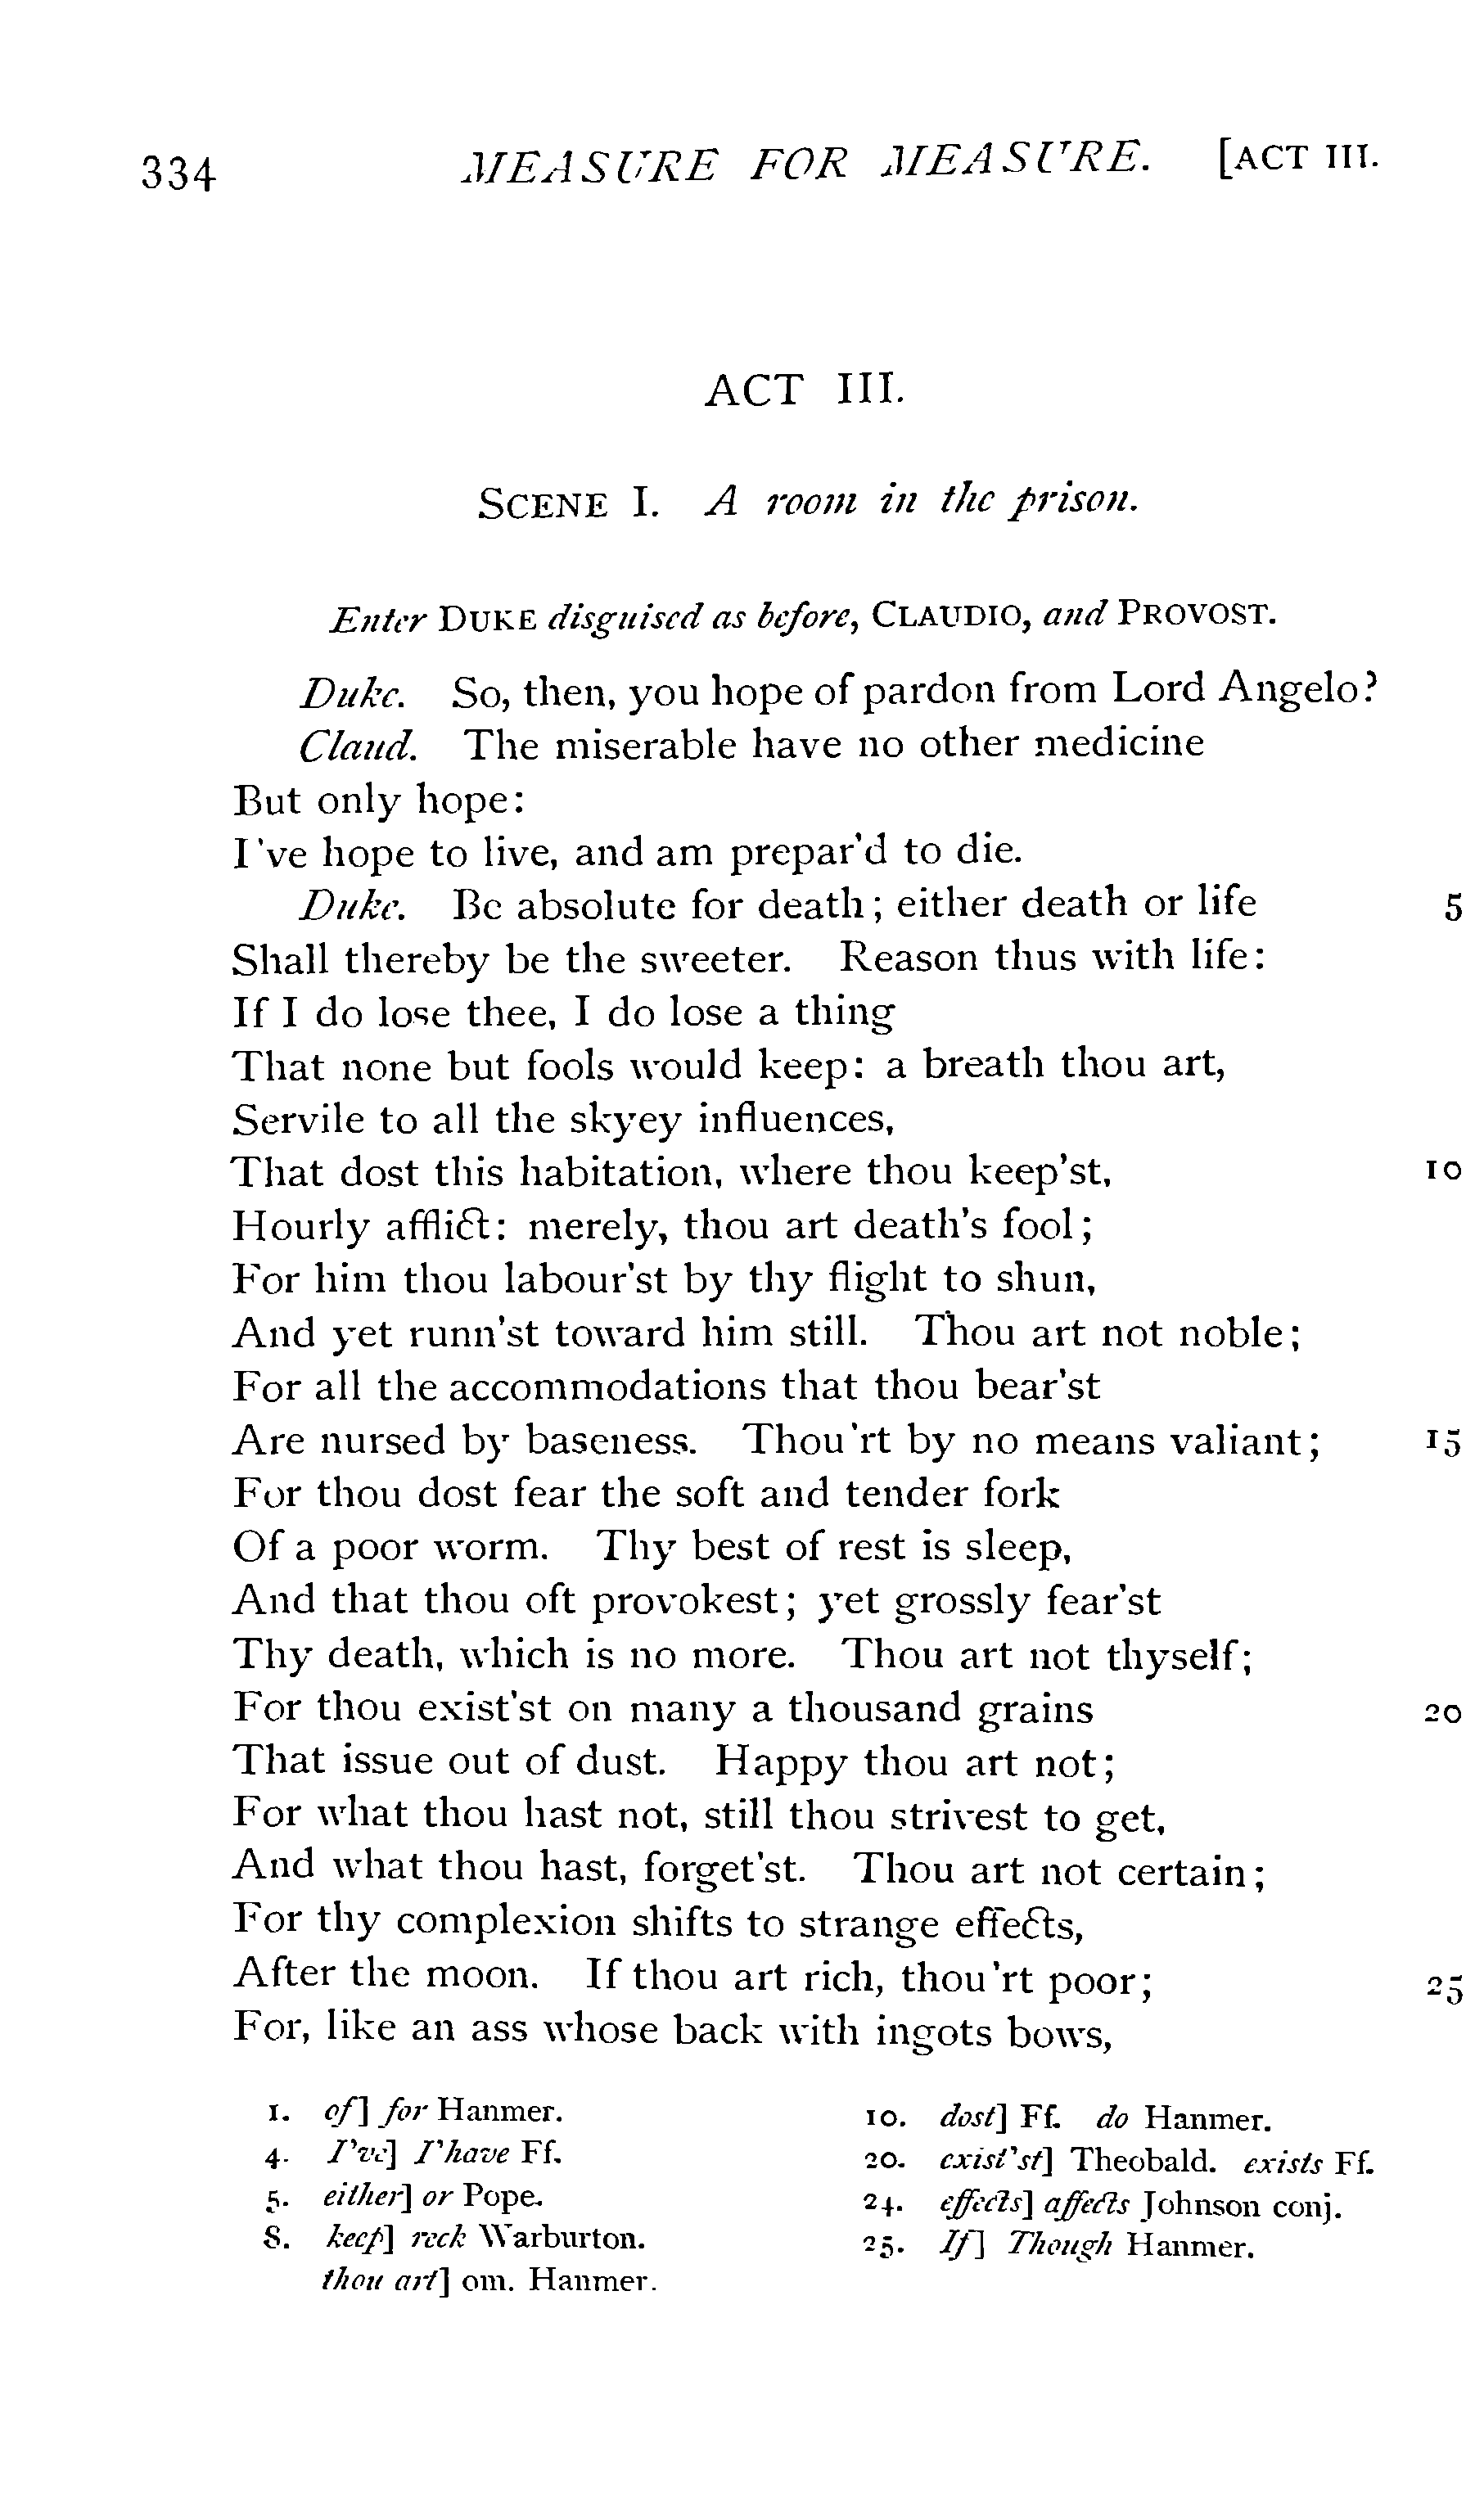 334 MEASURE FOR MEASURE. [ACT III.
ACT III.
SCENE I. A room in the prison.
Enter DUKE disguised as before, CLAUDIO, and PROVOST.
Duke. So, then, you hope of pardon from Lord Angelo?
Claud. The miserable have no other medicine
But only hope:
I 've hope to live, and am prepar'd to die.
Duke. Be absolute for death; either death or life 5
Shall thereby be the sweeter. Reason thus with life:
If I do lose thee, I do lose a thing
That none but fools would keep: a breath thou art,
Servile to all the skyey influences,
That dost this habitation, where thou keep'st, 10
Hourly afflict: merely, thou art death's fool;
For him thou labour'st by thy flight to shun,
And yet runn'st toward him still. Thou art not noble;
For all the accommodations that thou bear'st
Are nursed by baseness. Thou 'rt by no means valiant; 15
For thou dost fear the soft and tender fork
Of a poor worm. Thy best of rest is sleep,
And that thou oft provokest; yet grossly fear'st
Thy death, which is no more. Thou art not thyself;
For thou exist'st on many a thousand grains 20
That issue out of dust. Happy thou art not;
For what thou hast not, still thou strivest to get,
And what thou hast, forget'st. Thou art not certain;
For thy complexion shifts to strange effects,
After the moon. If thou art rich, thou 'rt poor; 25
For, like an ass whose back with ingots bows,
1. of] for Hanmer.
4. I've] I'have Ff.
5. either] or Pope.
8. keep] reck Warburton.
thou art] om. Hanmer.
10. dost] Ff. do Hanmer.
20. exist'st] Theobald. exists Ff.
24. effects] affects Johnson conj.
25. If] Though Hanmer.